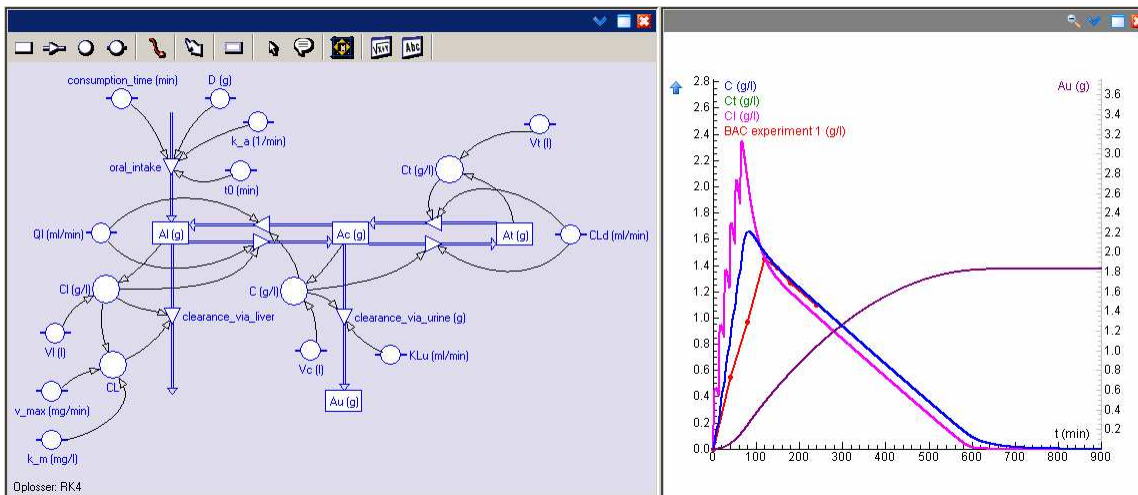 consumption_time (min)
D (g)
k_a (1/min)
oral_intake
t0 (min)
Vt (l)
Ct (g/l)
Ql (ml/min)
Al (g)
Ac (g)
At (g)
CLd (ml/min)
Cl (g/l)
C (g/l)
clearance_via_liver
clearance_via_urine (g)
Vl (l)
Vc (l)
KLu (ml/min)
CL
v_max (mg/min)
Au (g)
k_m (mg/l)
Oplosser: RK4
C (g/l)
Ct (g/l)
Cl (g/l)
BAC experiment 1 (g/l)
Au (g)
2.8
2.6
2.4
2.2
2.0
1.8
1.6
1.4
1.2
1.0
0.8
0.6
0.4
0.2
0.0
3.6
3.4
3.2
3.0
2.8
2.6
2.4
2.2
2.0
1.8
1.6
1.4
1.2
1.0
0.8
0.6
0.4
0.2
t (min)
0 100 200 300 400 500 600 700 800 900